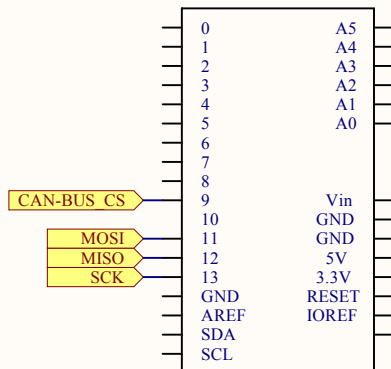 0 A5
1 A4
2 A3
3 A2
4 A1
5 A0
6
7
8
CAN-BUS_CS 9 Vin
10 GND
MOSI 11 GND
MISO 12 5V
SCK 13 3.3V
GND RESET
AREF IOREF
SDA
SCL